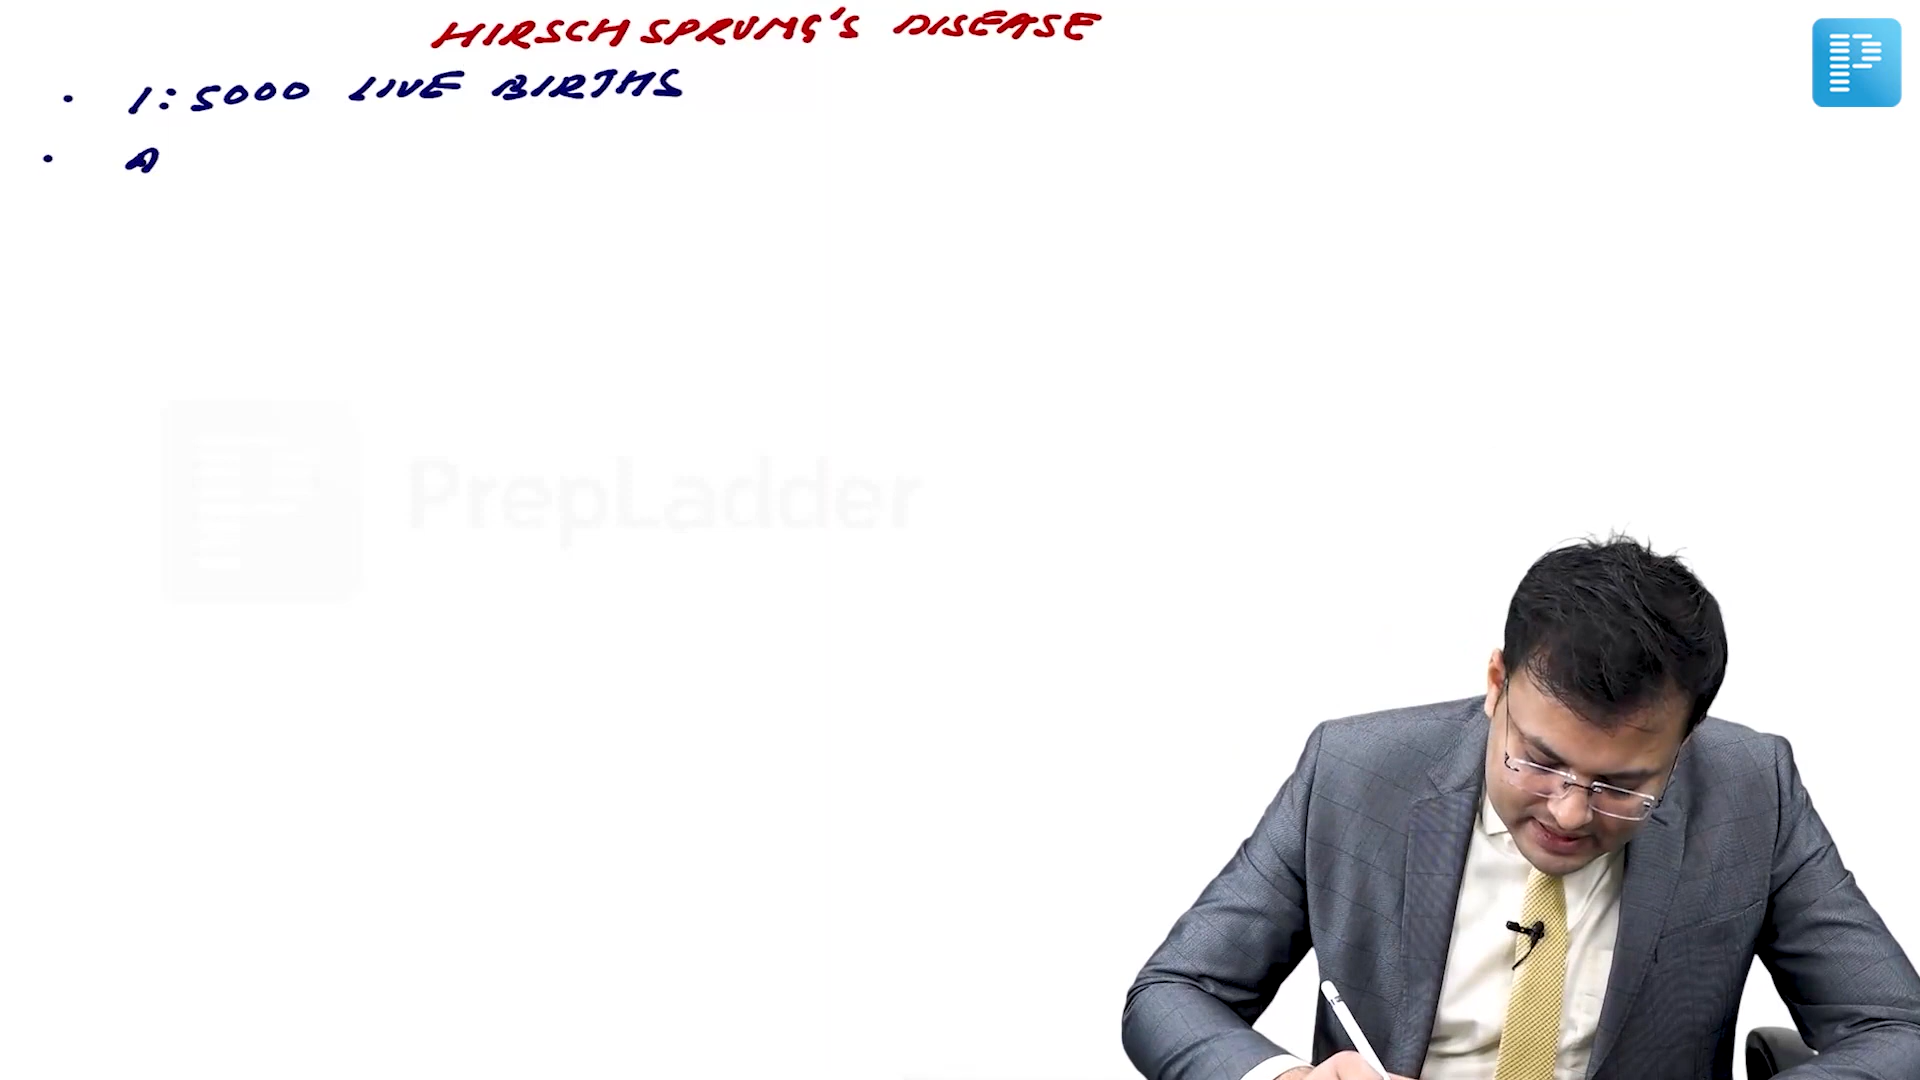 HIRSCHSPRUNG'S DISEASE
• 1:5000 LIVE BIRTHS
• A
PrepLadder